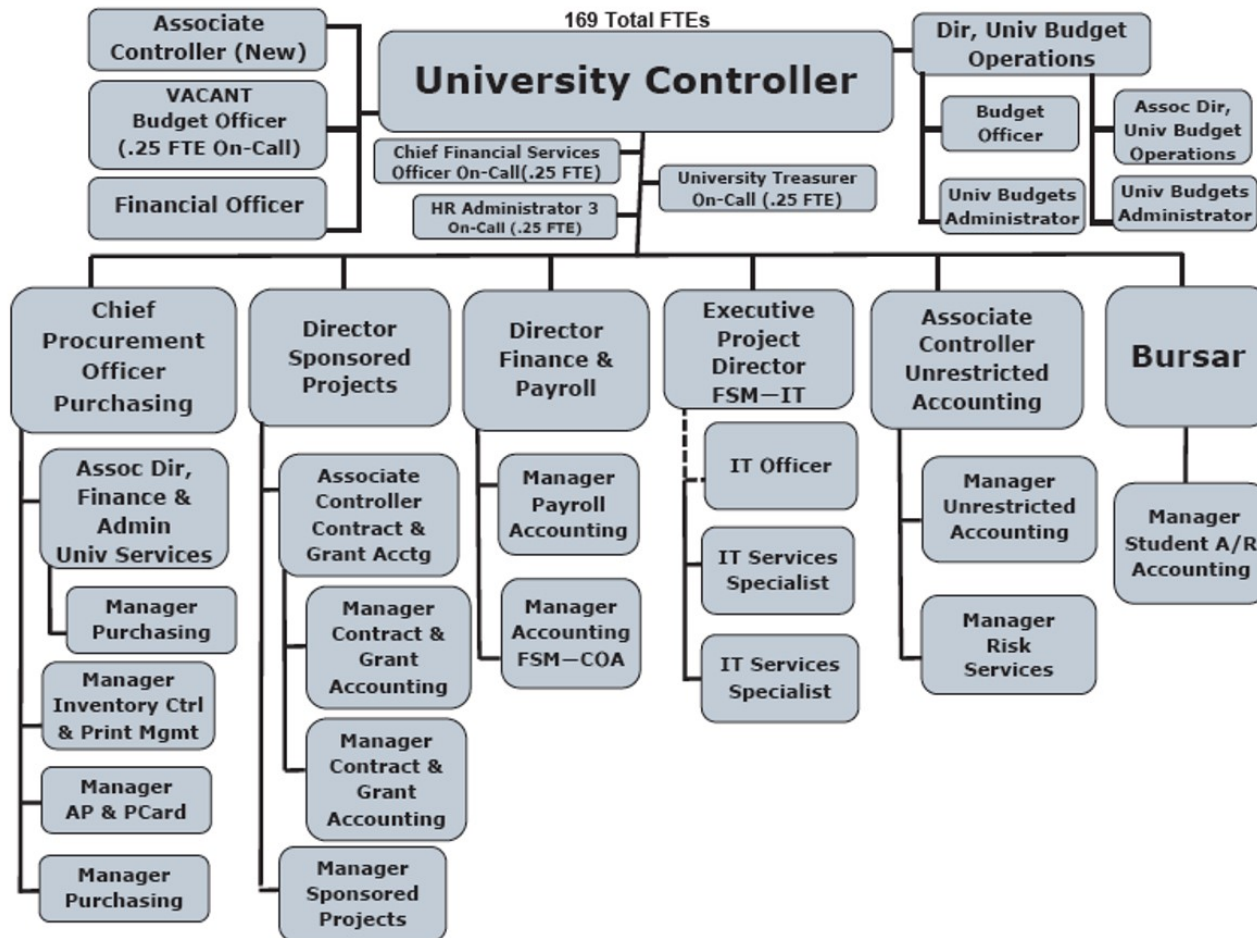 169 Total FTEs
Associate
Controller (New)
University Controller
Dir, Univ Budget
Operations
VACANT
Budget Officer
(.25 FTE On-Call)
Budget
Officer
Assoc Dir,
Univ Budget
Operations
Chief Financial Services
Officer On-Call(.25 FTE)
University Treasurer
On-Call (.25 FTE)
Financial Officer
HR Administrator 3
On-Call (.25 FTE)
Univ Budgets
Administrator
Univ Budgets
Administrator
Chief
Procurement
Officer
Purchasing
Director
Sponsored
Projects
Director
Finance &
Payroll
Executive
Project
Director
FSM—IT
Associate
Controller
Unrestricted
Accounting
Bursar
Assoc Dir,
Finance &
Admin
Univ Services
Manager
Purchasing
Manager
Inventory Ctrl
& Print Mgmt
Manager
AP & PCard
Manager
Purchasing
Associate
Controller
Contract &
Grant Acctg
Manager
Contract &
Grant
Accounting
Manager
Contract &
Grant
Accounting
Manager
Sponsored
Projects
Manager
Payroll
Accounting
Manager
Accounting
FSM—COA
IT Officer
IT Services
Specialist
IT Services
Specialist
Manager
Unrestricted
Accounting
Manager
Risk
Services
Manager
Student A/R
Accounting